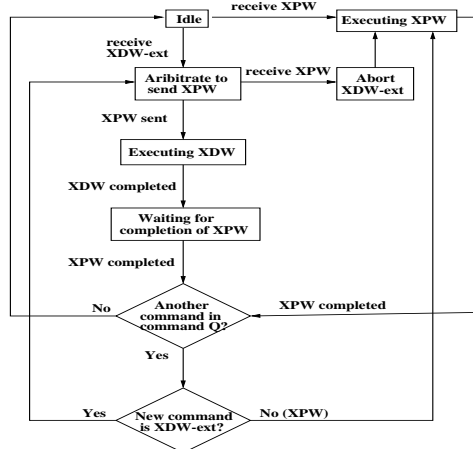 Idle
receive XPW
Executing XPW
receive
XDW-ext
Aribitrate to
send XPW
receive XPW
Abort
XDW-ext
XPW sent
Executing XDW
XDW completed
Waiting for
completion of XPW
XPW completed
No
Another
command in
command Q?
XPW completed
Yes
Yes
New command
is XDW-ext?
No (XPW)